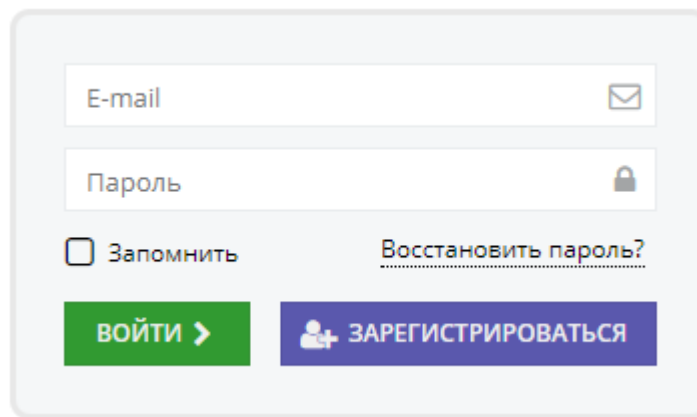 E-mail
Пароль
Запомнить Восстановить пароль?
ВОЙТИ ЗАРЕГИСТРИРОВАТЬСЯ